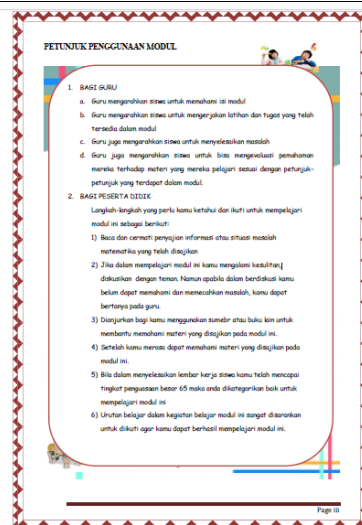 PETUNJUK PENGGUNAAN MODUL
1. BAGI GURU
a. Guru mengarahkan siswa untuk memahami isi modul
b. Guru mengarahkan siswa untuk mengerjakan latihan dan tugas yang telah
tersedia dalam modul
c. Guru juga mengarahkan siswa untuk menyelesaikan masalah
d. Guru juga mengarahkan siswa untuk bisa mengevaluasi pemahaman
mereka terhadap materi yang mereka pelajari sesuai dengan petunjuk-
petunjuk yang terdapat dalam modul.
2. BAGI PESERTA DIDIK
Langkah-langkah yang perlu kamu ketahui dan ikuti untuk mempelajari
modul ini sebagai berikut:
1) Baca dan cermati penyajian informasi atau situasi masalah
matematika yang telah disajikan
2) Jika dalam mempelajari modul ini kamu mengalami kesulitan,
diskusikan dengan teman. Namun apabila dalam berdiskusi kamu
belum dapat memahami dan memecahkan masalah, kamu dapat
bertanya pada guru.
3) Dianjurkan bagi kamu menggunakan sumebr atau buku lain untuk
membantu memahami materi yang disajikan pada modul ini.
4) Setelah kamu merasa dapat memahami materi yang disajikan pada
modul ini.
5) Bila dalam menyelesaikan lembar kerja siswa kamu telah mencapai
tingkat penguasaan besar 65 maka anda dikategorikan baik untuk
mempelajari modul ini
6) Urutan belajar dalam kegiatan belajar modul ini sangat disarankan
untuk diikuti agar kamu dapat berhasil mempelajari modul ini.
Page iii